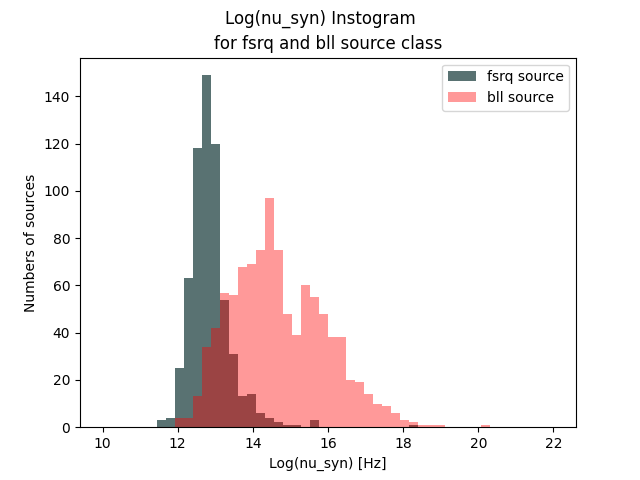 Log(nu_syn) Instogram
for fsrq and bll source class
fsrq source
bll source
Numbers of sources
140
120
100
80
60
40
20
0
10 12 14 16 18 20 22
Log(nu_syn) [Hz]